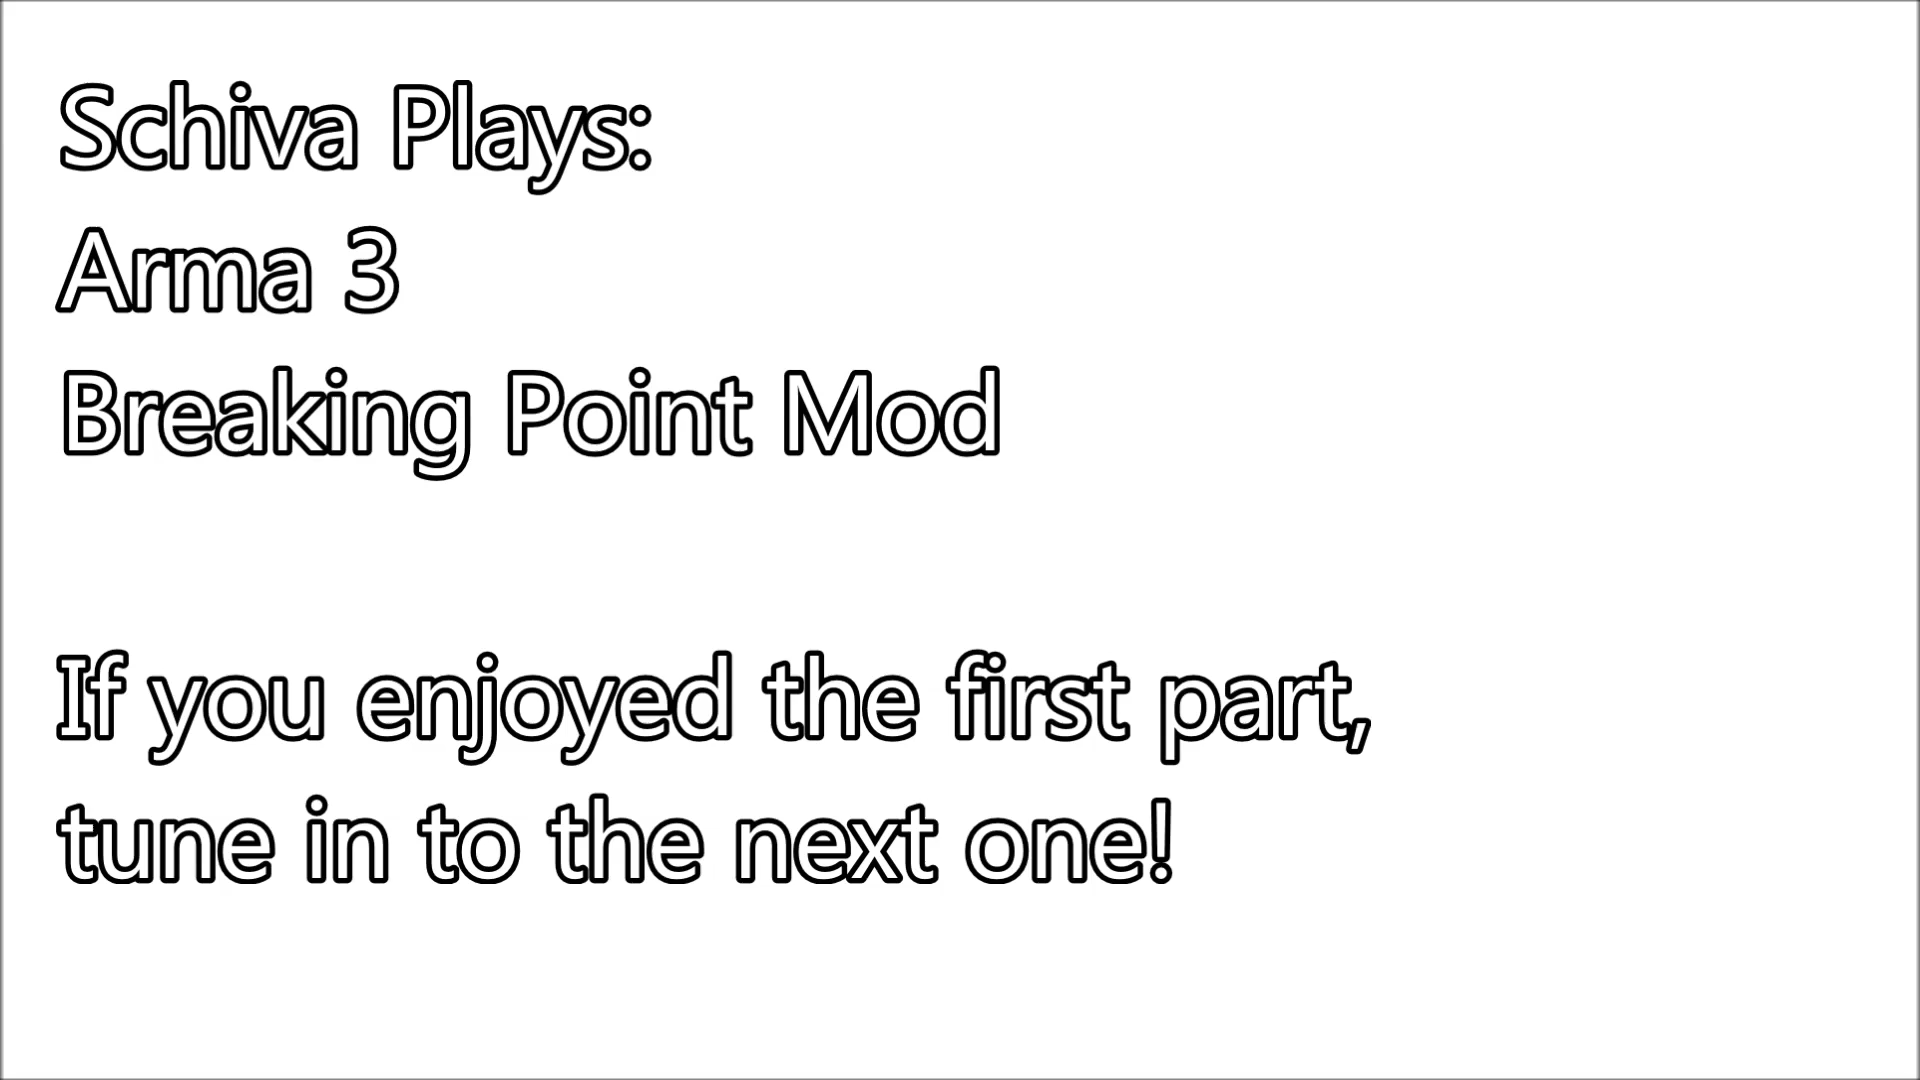 Schiva Plays:
Arma 3
Breaking Point Mod
If you enjoyed the first part,
tune in to the next one!